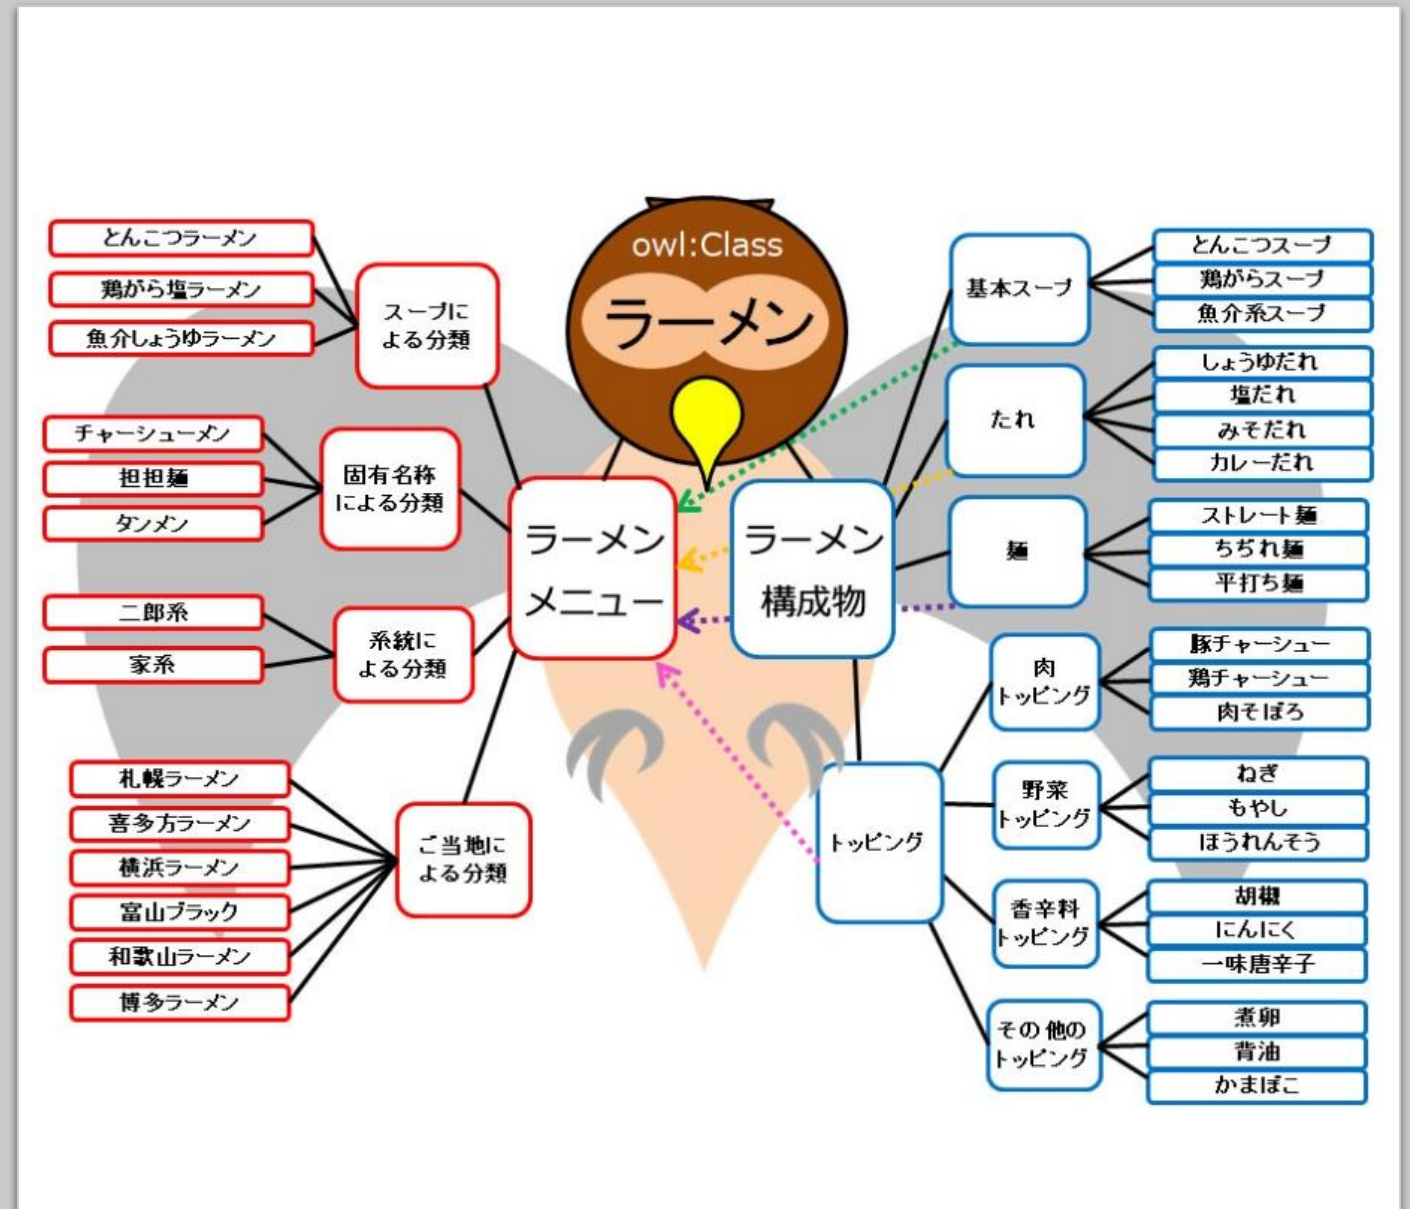 owl:Class
ラーメン
ラーメン
メニュー
スープに
よる分類
とんこつラーメン
鶏がら塩ラーメン
魚介しょうゆラーメン
固有名称
による分類
チャーシューメン
担担麺
タンメン
系統に
よる分類
二郎系
家系
ご当地に
よる分類
札幌ラーメン
喜多方ラーメン
横浜ラーメン
富山ブラック
和歌山ラーメン
博多ラーメン
ラーメン
構成物
基本スープ
とんこつスープ
鶏がらスープ
魚介系スープ
たれ
しょうゆだれ
塩だれ
みそだれ
カレーだれ
麺
ストレート麺
ちぢれ麺
平打ち麺
トッピング
肉
トッピング
豚チャーシュー
鶏チャーシュー
肉そぼろ
野菜
トッピング
ねぎ
もやし
ほうれんそう
香辛料
トッピング
胡椒
にんにく
一味唐辛子
その他の
トッピング
煮卵
背油
かまぼこ